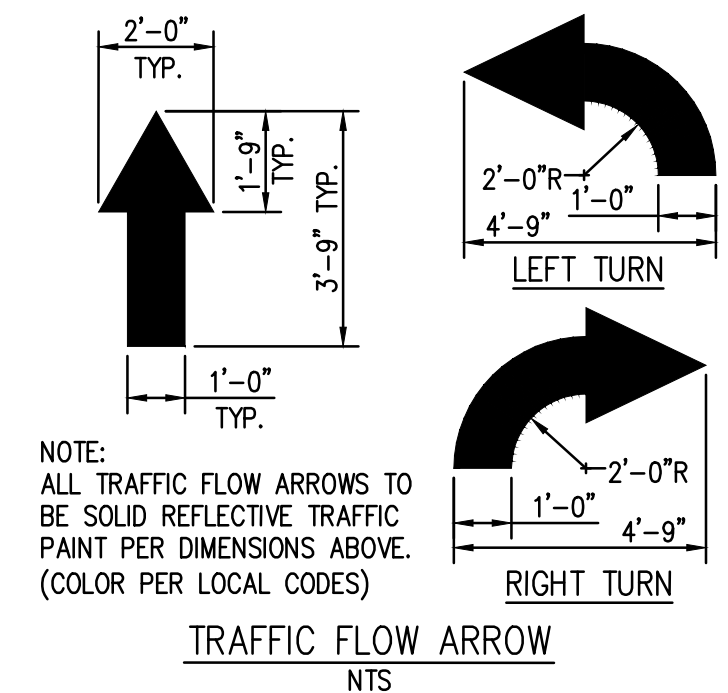 2'-0"
TYP.
1'-9"
TYP.
3'-9" TYP.
1'-0"
TYP.
2'-0"R
1'-0"
4'-9"
LEFT TURN
2'-0"R
1'-0"
4'-9"
RIGHT TURN
NOTE:
ALL TRAFFIC FLOW ARROWS TO
BE SOLID REFLECTIVE TRAFFIC
PAINT PER DIMENSIONS ABOVE.
(COLOR PER LOCAL CODES)
TRAFFIC FLOW ARROW
NTS